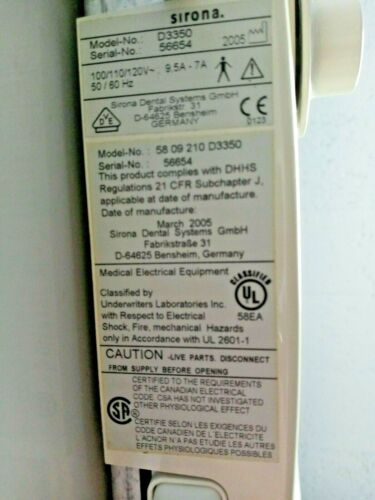 sirona.
Model-No.: D3350
Serial-No.: 56654 2005
100/110/120V~ ; 9.5A - 7A
50 / 60 Hz
Sirona Dental Systems GmbH
Fabrikstr. 31
D-64625 Bensheim
GERMANY
DVE
CE
0123
Model-No.: 58 09 210 D3350
Serial-No.: 56654
This product complies with DHHS
Regulations 21 CFR Subchapter J,
applicable at date of manufacture.
Date of manufacture:
March 2005
Sirona Dental Systems GmbH
Fabrikstraße 31
D-64625 Bensheim, Germany
Medical Electrical Equipment
Classified by
Underwriters Laboratories Inc.
with Respect to Electrical
Shock, Fire, mechanical Hazards
only in Accordance with UL 2601-1
CLASSIFIED
UL
58EA
CAUTION -LIVE PARTS. DISCONNECT
FROM SUPPLY BEFORE OPENING
CERTIFIED TO THE REQUIREMENTS
OF THE CANADIAN ELECTRICAL
CODE. CSA HAS NOT INVESTIGATED
OTHER PHYSIOLOGICAL EFFECT
SA
CERTIFIE SELON LES EXIGENCES DU
CODE CANADIEN DE L'ELECTRICITE
L'ACNOR N'A PAS ETUDIE LES AUTRES
EFFETS PHYSIOLOGIQUES POSSIBLES